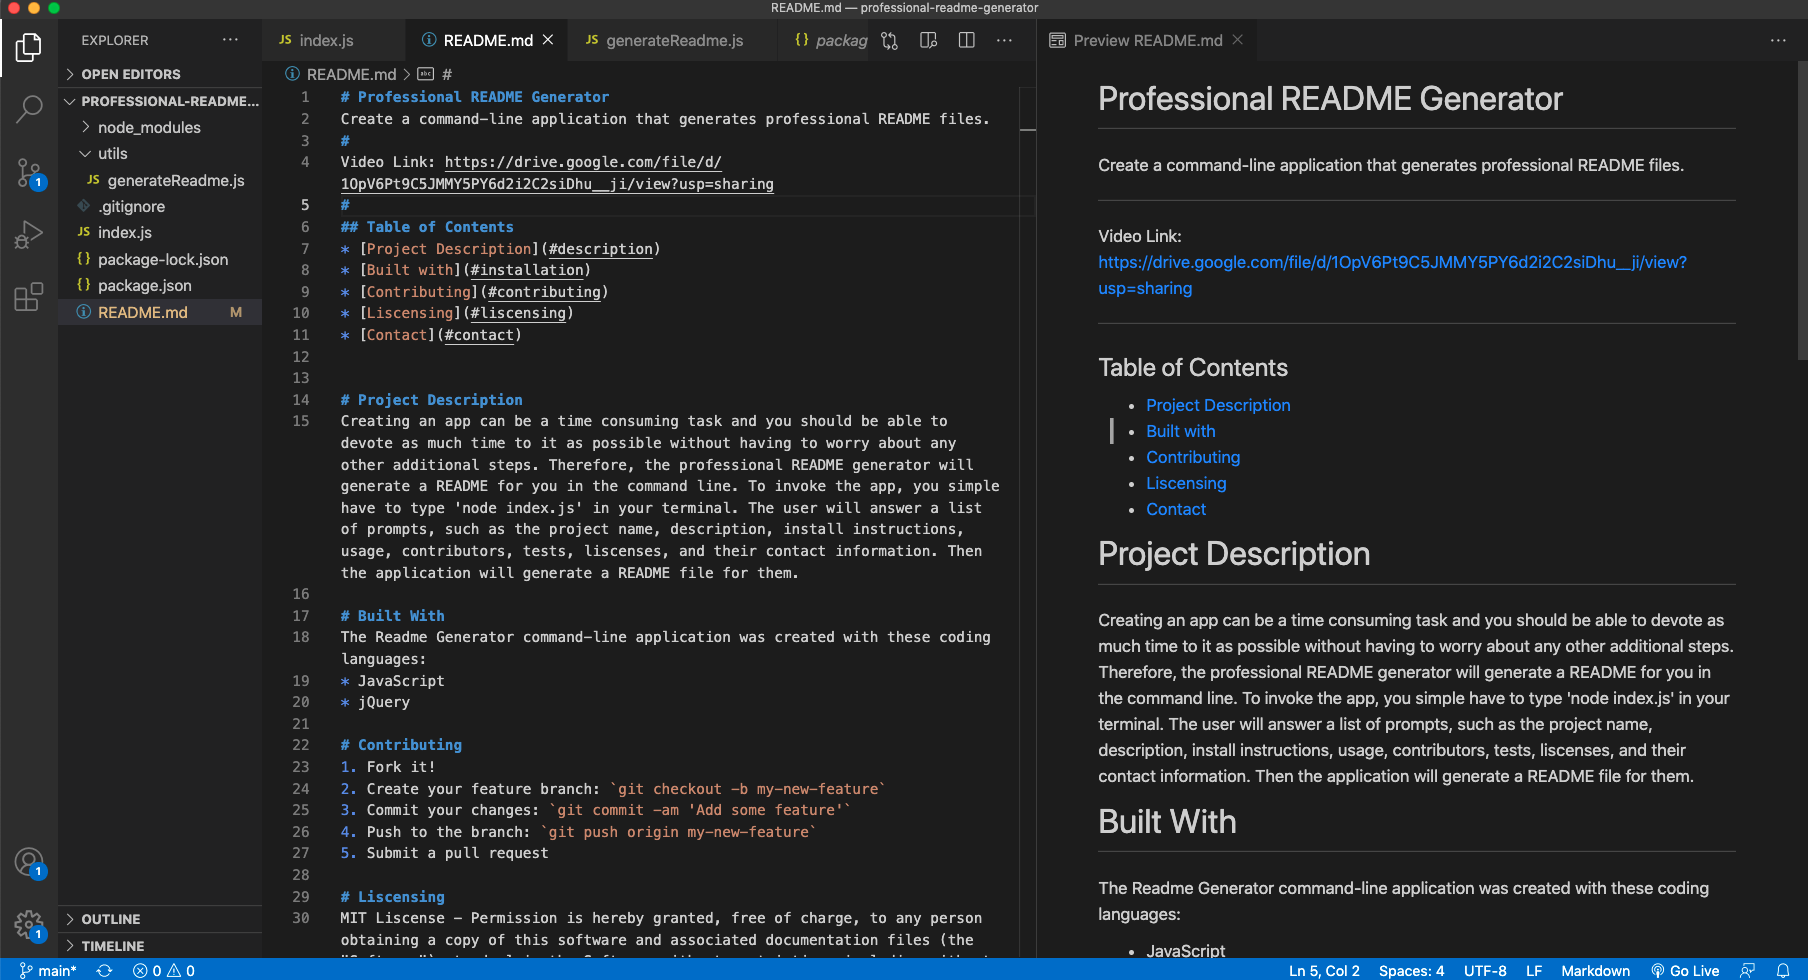 README.md — professional-readme-generator
EXPLORER
OPEN EDITORS
PROFESSIONAL-README...
node_modules
utils
JS generateReadme.js
.gitignore
JS index.js
{} package-lock.json
{} package.json
README.md M
OUTLINE
TIMELINE
1
1
1
JS index.js
README.md
JS generateReadme.js
{} packag
README.md > abc #
1 # Professional README Generator
2 Create a command-line application that generates professional README files.
3 #
4 Video Link: https://drive.google.com/file/d/
1OpV6Pt9C5JMMY5PY6d2i2C2siDhu__ji/view?usp=sharing
5 #
6 ## Table of Contents
7 * [Project Description](#description)
8 * [Built with](#installation)
9 * [Contributing](#contributing)
10 * [Liscensing](#liscensing)
11 * [Contact](#contact)
12
13
14 # Project Description
15 Creating an app can be a time consuming task and you should be able to
devote as much time to it as possible without having to worry about any
other additional steps. Therefore, the professional README generator will
generate a README for you in the command line. To invoke the app, you simple
have to type 'node index.js' in your terminal. The user will answer a list
of prompts, such as the project name, description, install instructions,
usage, contributors, tests, liscenses, and their contact information. Then
the application will generate a README file for them.
16
17 # Built With
18 The Readme Generator command-line application was created with these coding
languages:
19 * JavaScript
20 * jQuery
21
22 # Contributing
23 1. Fork it!
24 2. Create your feature branch: `git checkout -b my-new-feature`
25 3. Commit your changes: `git commit -am 'Add some feature'`
26 4. Push to the branch: `git push origin my-new-feature`
27 5. Submit a pull request
28
29 # Liscensing
30 MIT Liscense - Permission is hereby granted, free of charge, to any person
obtaining a copy of this software and associated documentation files (the
Preview README.md
Professional README Generator
Create a command-line application that generates professional README files.
Video Link:
https://drive.google.com/file/d/1OpV6Pt9C5JMMY5PY6d2i2C2siDhu__ji/view?
usp=sharing
Table of Contents
• Project Description
• Built with
• Contributing
• Liscensing
• Contact
Project Description
Creating an app can be a time consuming task and you should be able to devote as
much time to it as possible without having to worry about any other additional steps.
Therefore, the professional README generator will generate a README for you in
the command line. To invoke the app, you simple have to type 'node index.js' in your
terminal. The user will answer a list of prompts, such as the project name,
description, install instructions, usage, contributors, tests, liscenses, and their
contact information. Then the application will generate a README file for them.
Built With
The Readme Generator command-line application was created with these coding
languages:
• JavaScript
main* 0 0 Ln 5, Col 2 Spaces: 4 UTF-8 LF Markdown Go Live